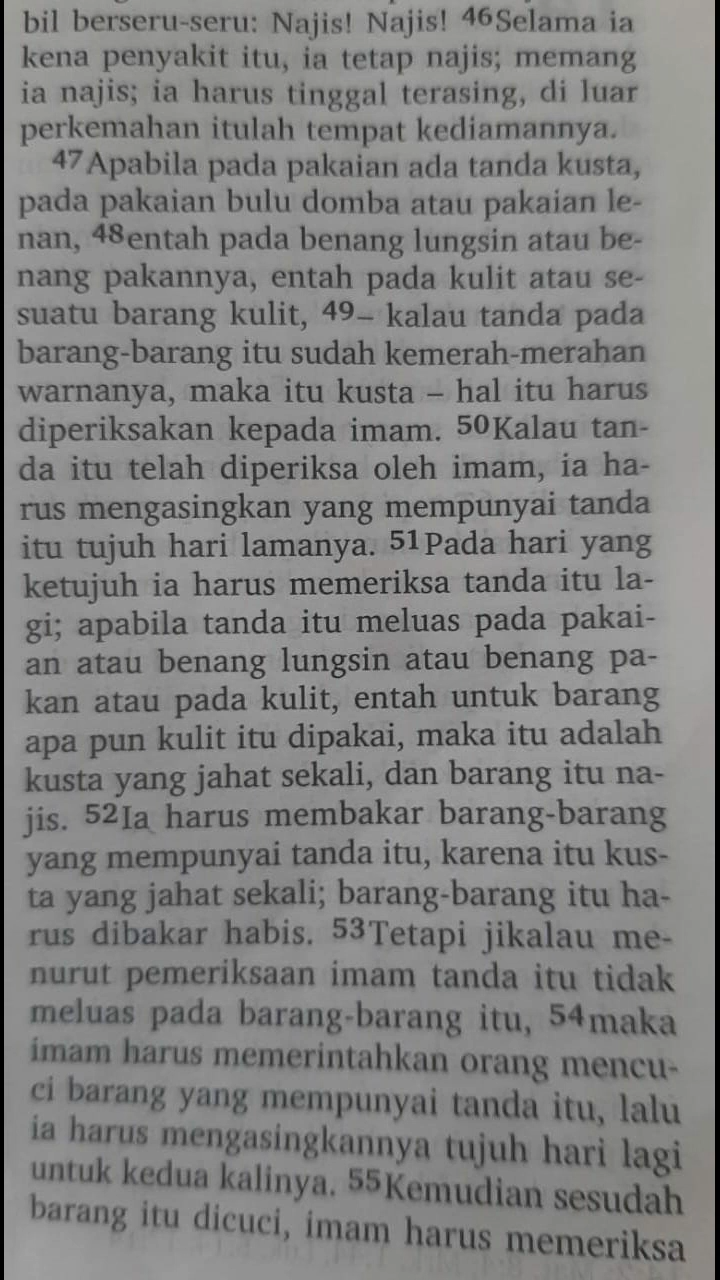 bil berseru-seru: Najis! Najis! 46Selama ia
kena penyakit itu, ia tetap najis; memang
ia najis; ia harus tinggal terasing, di luar
perkemahan itulah tempat kediamannya.
47Apabila pada pakaian ada tanda kusta,
pada pakaian bulu domba atau pakaian le-
nan, 48entah pada benang lungsin atau be-
nang pakannya, entah pada kulit atau se-
suatu barang kulit, 49– kalau tanda pada
barang-barang itu sudah kemerah-merahan
warnanya, maka itu kusta – hal itu harus
diperiksakan kepada imam. 50Kalau tan-
da itu telah diperiksa oleh imam, ia ha-
rus mengasingkan yang mempunyai tanda
itu tujuh hari lamanya. 51Pada hari yang
ketujuh ia harus memeriksa tanda itu la-
gi; apabila tanda itu meluas pada pakai-
an atau benang lungsin atau benang pa-
kan atau pada kulit, entah untuk barang
apa pun kulit itu dipakai, maka itu adalah
kusta yang jahat sekali, dan barang itu na-
jis. 52Ia harus membakar barang-barang
yang mempunyai tanda itu, karena itu kus-
ta yang jahat sekali; barang-barang itu ha-
rus dibakar habis. 53Tetapi jikalau me-
nurut pemeriksaan imam tanda itu tidak
meluas pada barang-barang itu, 54maka
imam harus memerintahkan orang mencu-
ci barang yang mempunyai tanda itu, lalu
ia harus mengasingkannya tujuh hari lagi
untuk kedua kalinya. 55Kemudian sesudah
barang itu dicuci, imam harus memeriksa